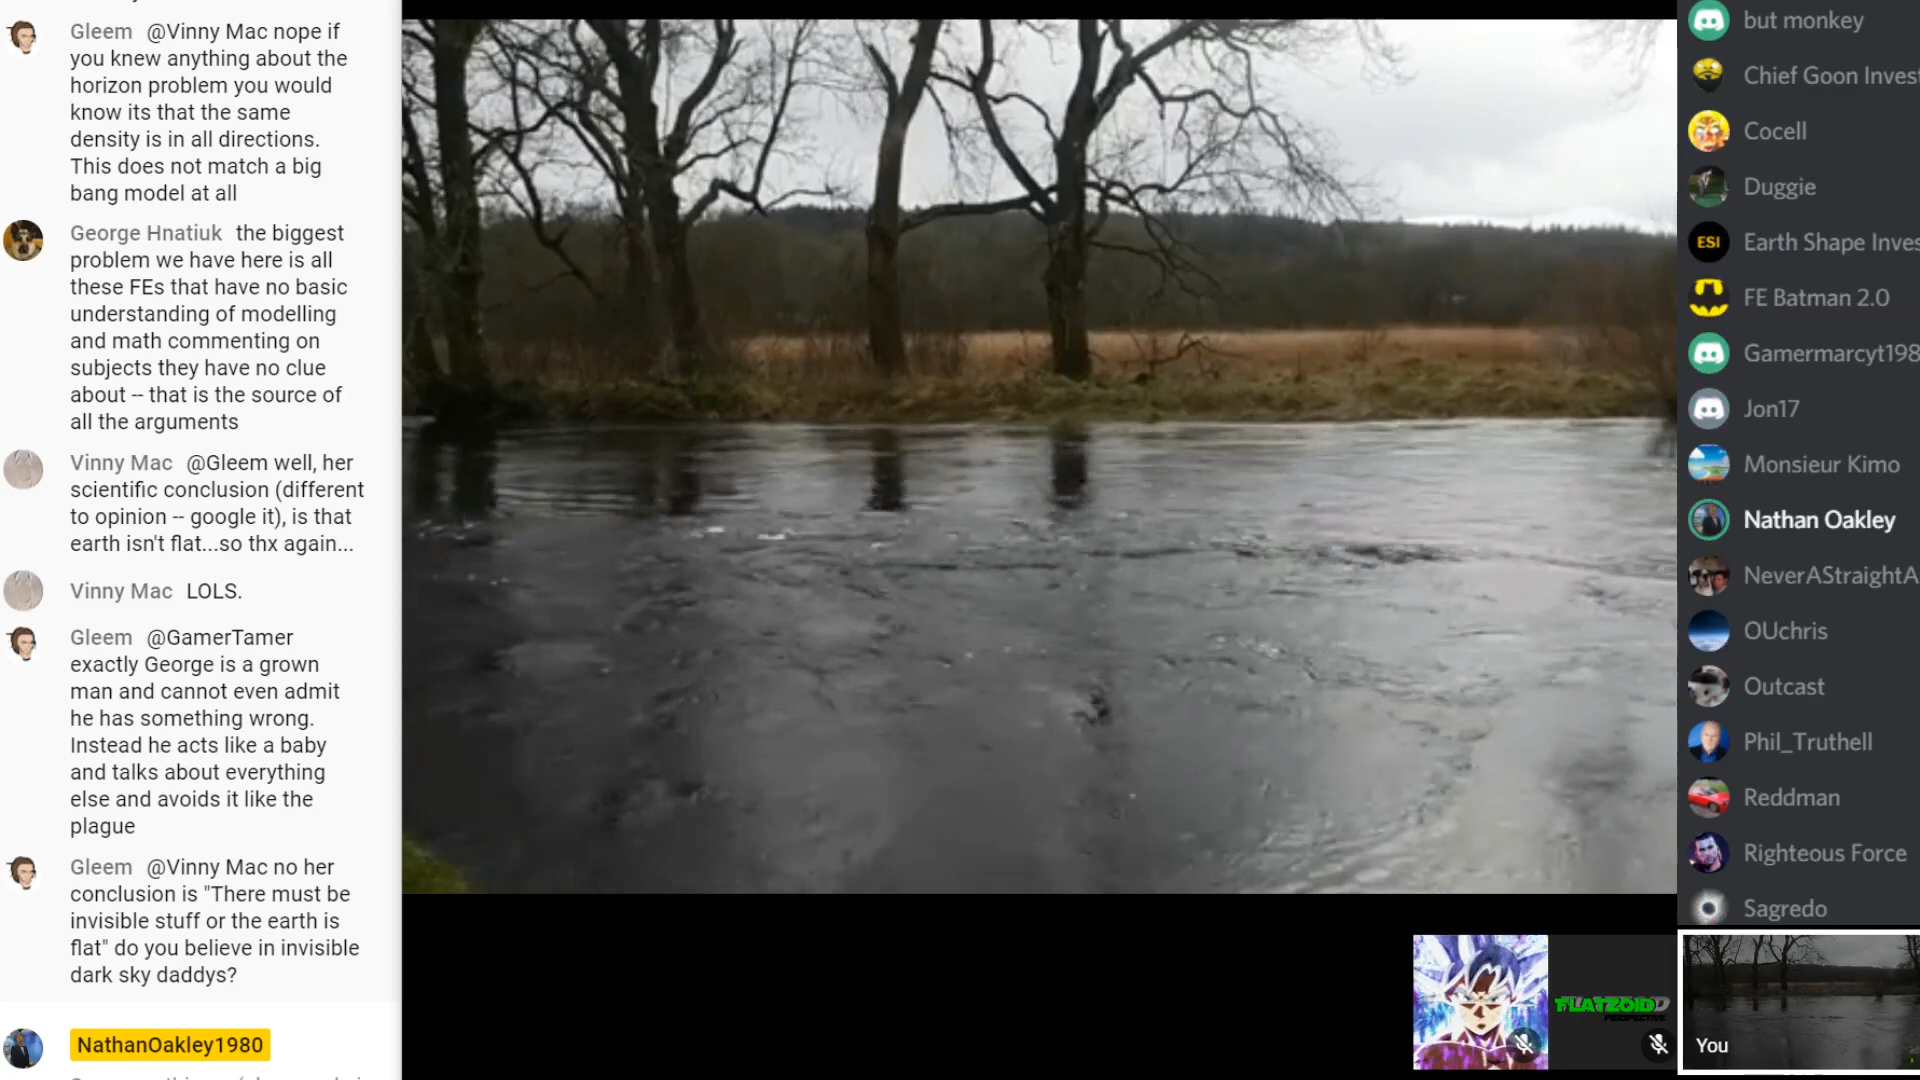 Gleem @Vinny Mac nope if
you knew anything about the
horizon problem you would
know its that the same
density is in all directions.
This does not match a big
bang model at all
George Hnatiuk the biggest
problem we have here is all
these FEs that have no basic
understanding of modelling
and math commenting on
subjects they have no clue
about -- that is the source of
all the arguments
Vinny Mac @Gleem well, her
scientific conclusion (different
to opinion -- google it), is that
earth isn't flat...so thx again...
Vinny Mac LOLS.
Gleem @GamerTamer
exactly George is a grown
man and cannot even admit
he has something wrong.
Instead he acts like a baby
and talks about everything
else and avoids it like the
plague
Gleem @Vinny Mac no her
conclusion is "There must be
invisible stuff or the earth is
flat" do you believe in invisible
dark sky daddys?
NathanOakley1980
but monkey
Chief Goon Invest
Cocell
Duggie
ESI
Earth Shape Inves
FE Batman 2.0
Gamermarcyt198
Jon17
Monsieur Kimo
Nathan Oakley
NeverAStraightA
OUchris
Outcast
Phil_Truthell
Reddman
Righteous Force
Sagredo
FLATZOID
PERSPECTIVE
You